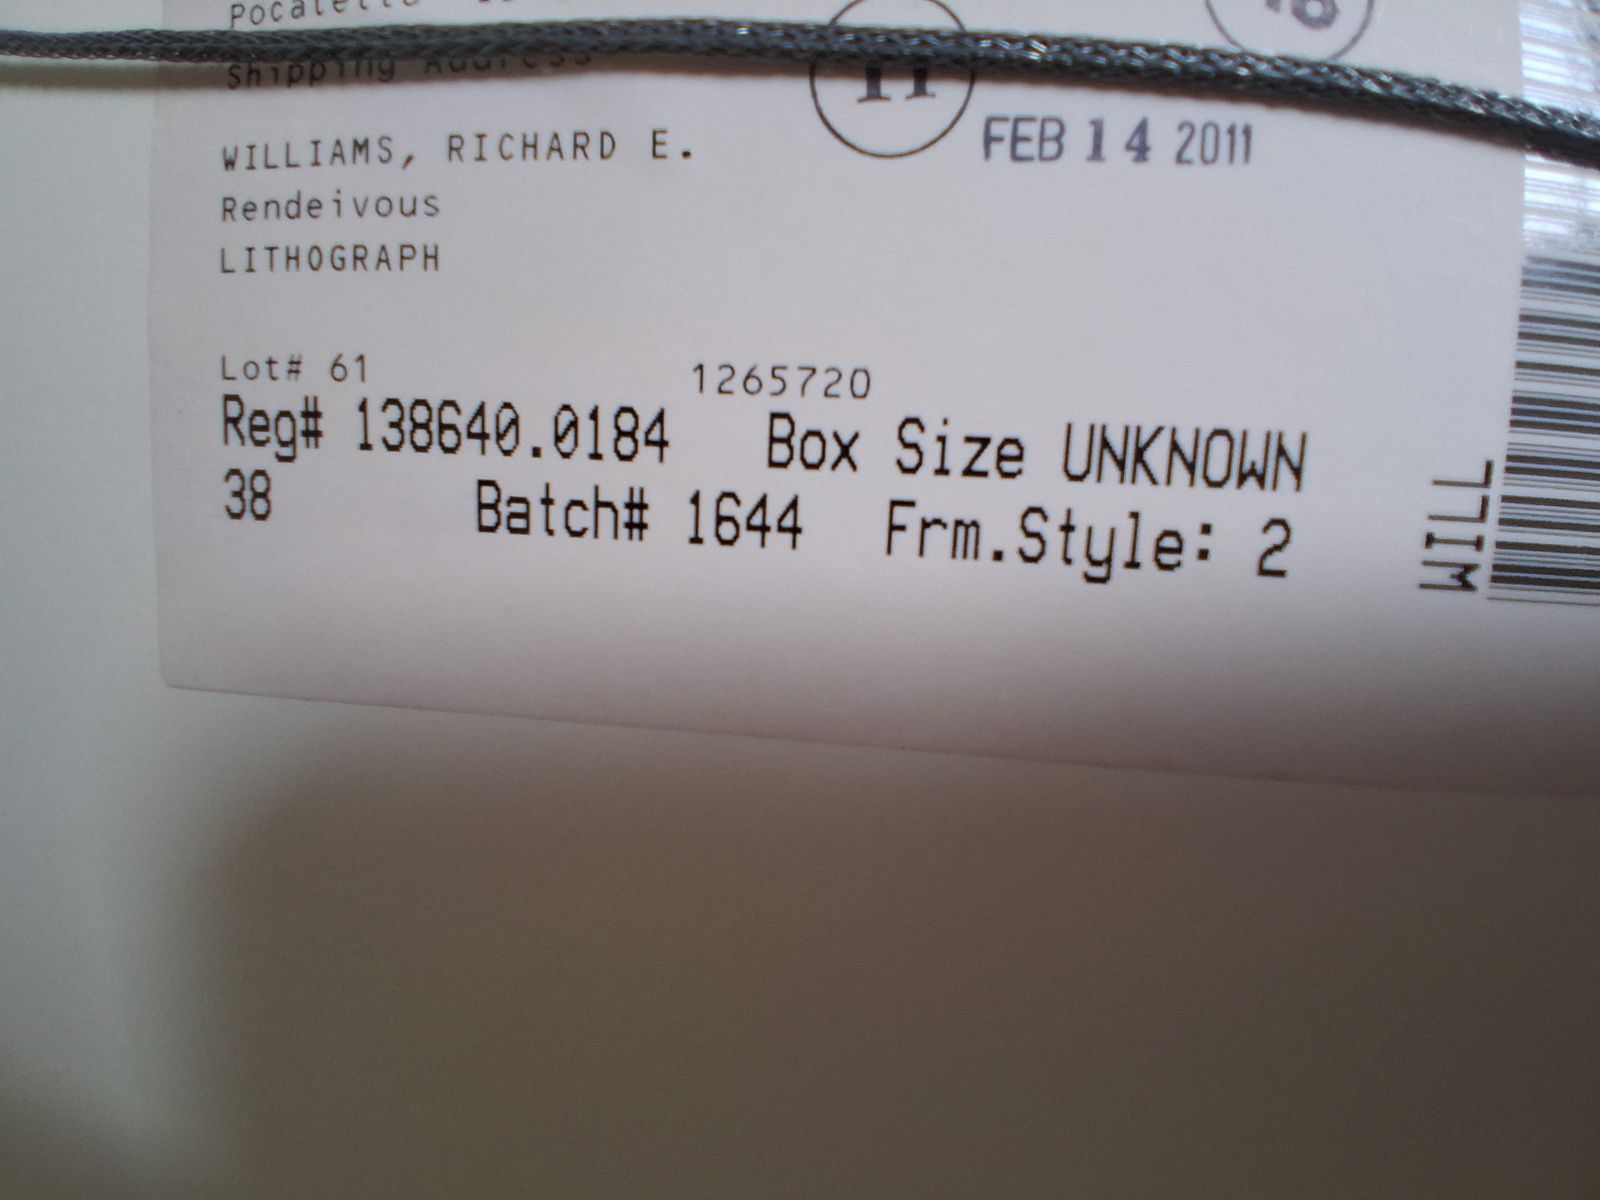 Pocatello
Shipping Address
11
FEB 14 2011
WILLIAMS, RICHARD E.
Rendeivous
LITHOGRAPH
Lot# 61
1265720
Reg# 138640.0184 Box Size UNKNOWN
38 Batch# 1644 Frm.Style: 2
WILL